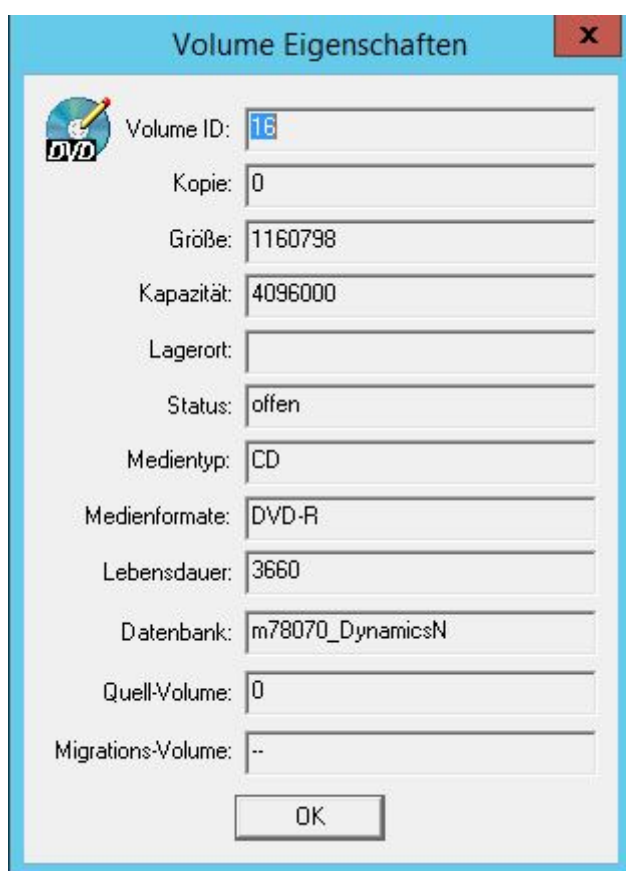 Volume Eigenschaften
x
DVD
Volume ID: 16
Kopie: 0
Größe: 1160798
Kapazität: 4096000
Lagerort:
Status: offen
Medientyp: CD
Medienformate: DVD-R
Lebensdauer: 3660
Datenbank: m78070_DynamicsN
Quell-Volume: 0
Migrations-Volume: --
OK